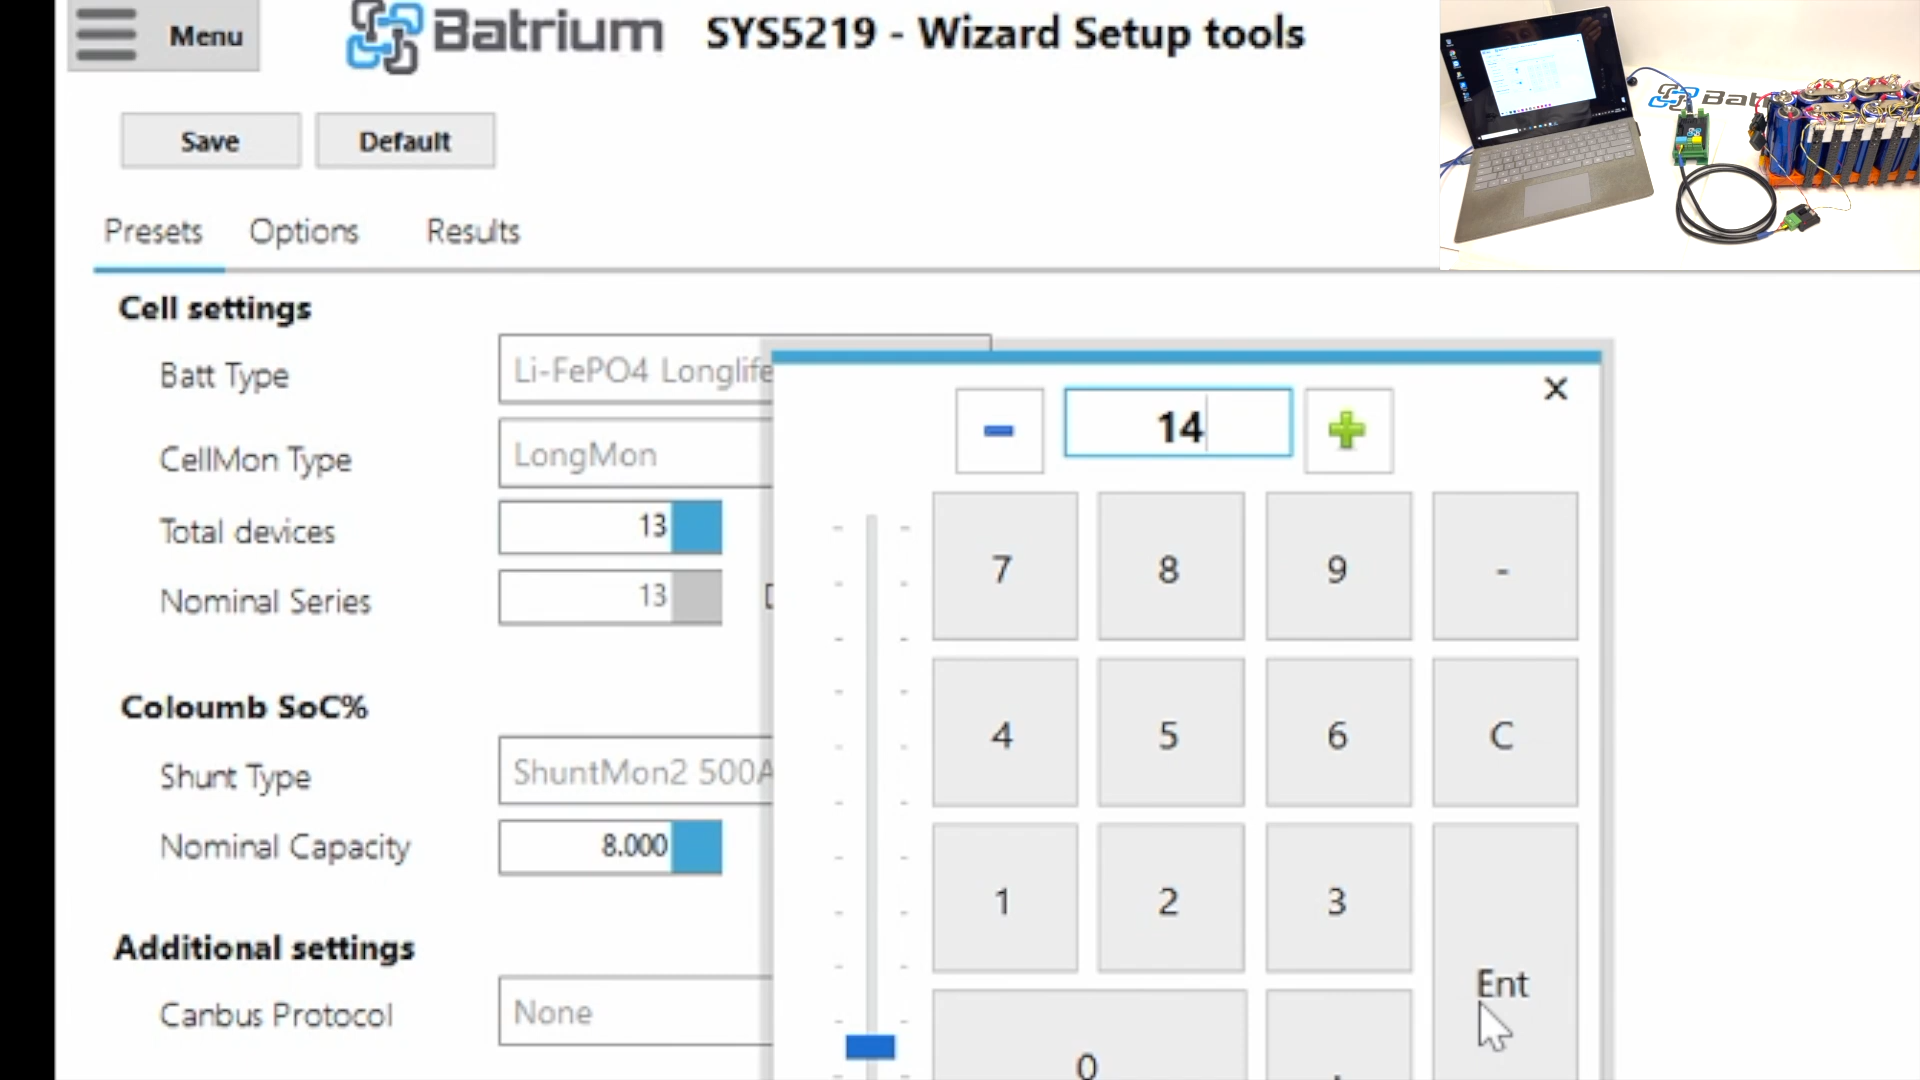 Menu
Batrium
SYS5219 - Wizard Setup tools
Save
Default
Presets
Options
Results
Cell settings
Batt Type
Li-FePO4 Longlife
CellMon Type
LongMon
Total devices
13
Nominal Series
13
Coloumb SoC%
Shunt Type
ShuntMon2 500A
Nominal Capacity
8.000
Additional settings
Canbus Protocol
None
14
7 8 9 -
4 5 6 C
1 2 3
Ent
0 .